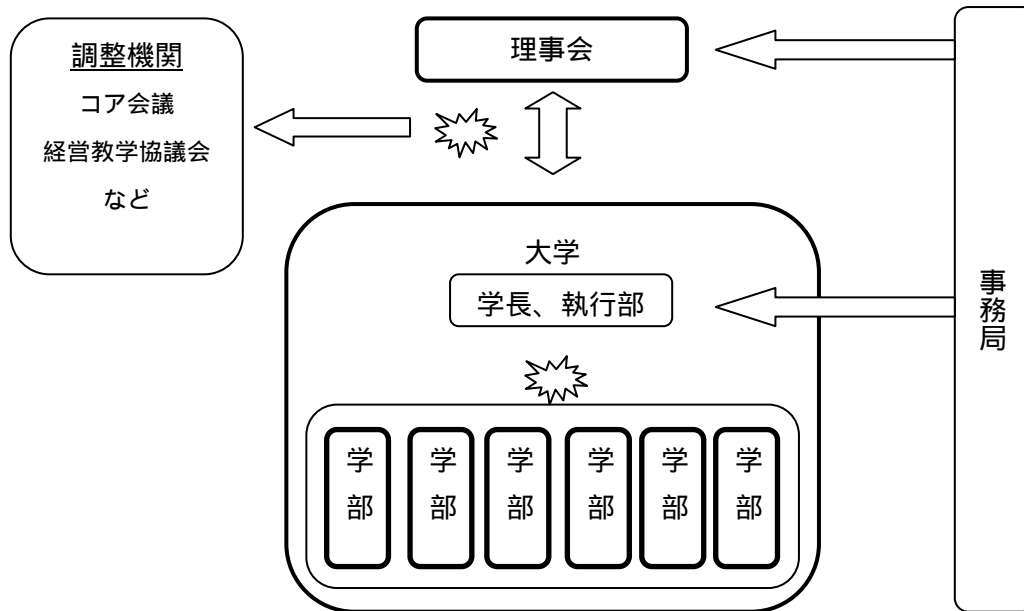 調整機関
コア会議
経営教学協議会
など
理事会
大学
学長、執行部
学部
学部
学部
学部
学部
学部
事務局